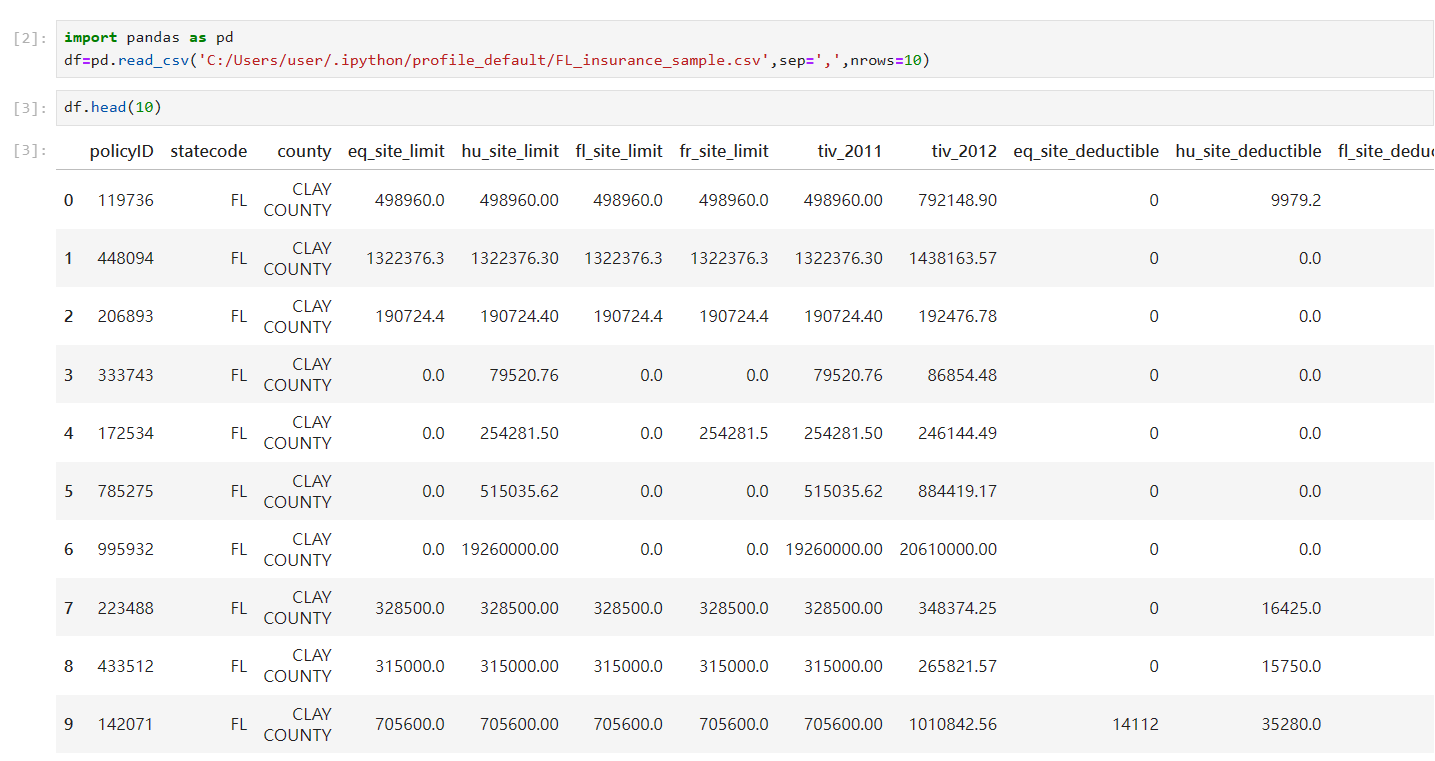 [2]: import pandas as pd
df=pd.read_csv('C:/Users/user/.ipython/profile_default/FL_insurance_sample.csv',sep=',',nrows=10)
[3]: df.head(10)
[3]: policyID statecode county eq_site_limit hu_site_limit fl_site_limit fr_site_limit tiv_2011 tiv_2012 eq_site_deductible hu_site_deductible fl_site_deduc
0 119736 FL CLAY COUNTY 498960.0 498960.00 498960.0 498960.0 498960.00 792148.90 0 9979.2
1 448094 FL CLAY COUNTY 1322376.3 1322376.30 1322376.3 1322376.3 1322376.30 1438163.57 0 0.0
2 206893 FL CLAY COUNTY 190724.4 190724.40 190724.4 190724.4 190724.40 192476.78 0 0.0
3 333743 FL CLAY COUNTY 0.0 79520.76 0.0 0.0 79520.76 86854.48 0 0.0
4 172534 FL CLAY COUNTY 0.0 254281.50 0.0 254281.5 254281.50 246144.49 0 0.0
5 785275 FL CLAY COUNTY 0.0 515035.62 0.0 0.0 515035.62 884419.17 0 0.0
6 995932 FL CLAY COUNTY 0.0 19260000.00 0.0 0.0 19260000.00 20610000.00 0 0.0
7 223488 FL CLAY COUNTY 328500.0 328500.00 328500.0 328500.0 328500.00 348374.25 0 16425.0
8 433512 FL CLAY COUNTY 315000.0 315000.00 315000.0 315000.0 315000.00 265821.57 0 15750.0
9 142071 FL CLAY COUNTY 705600.0 705600.00 705600.0 705600.0 705600.00 1010842.56 14112 35280.0